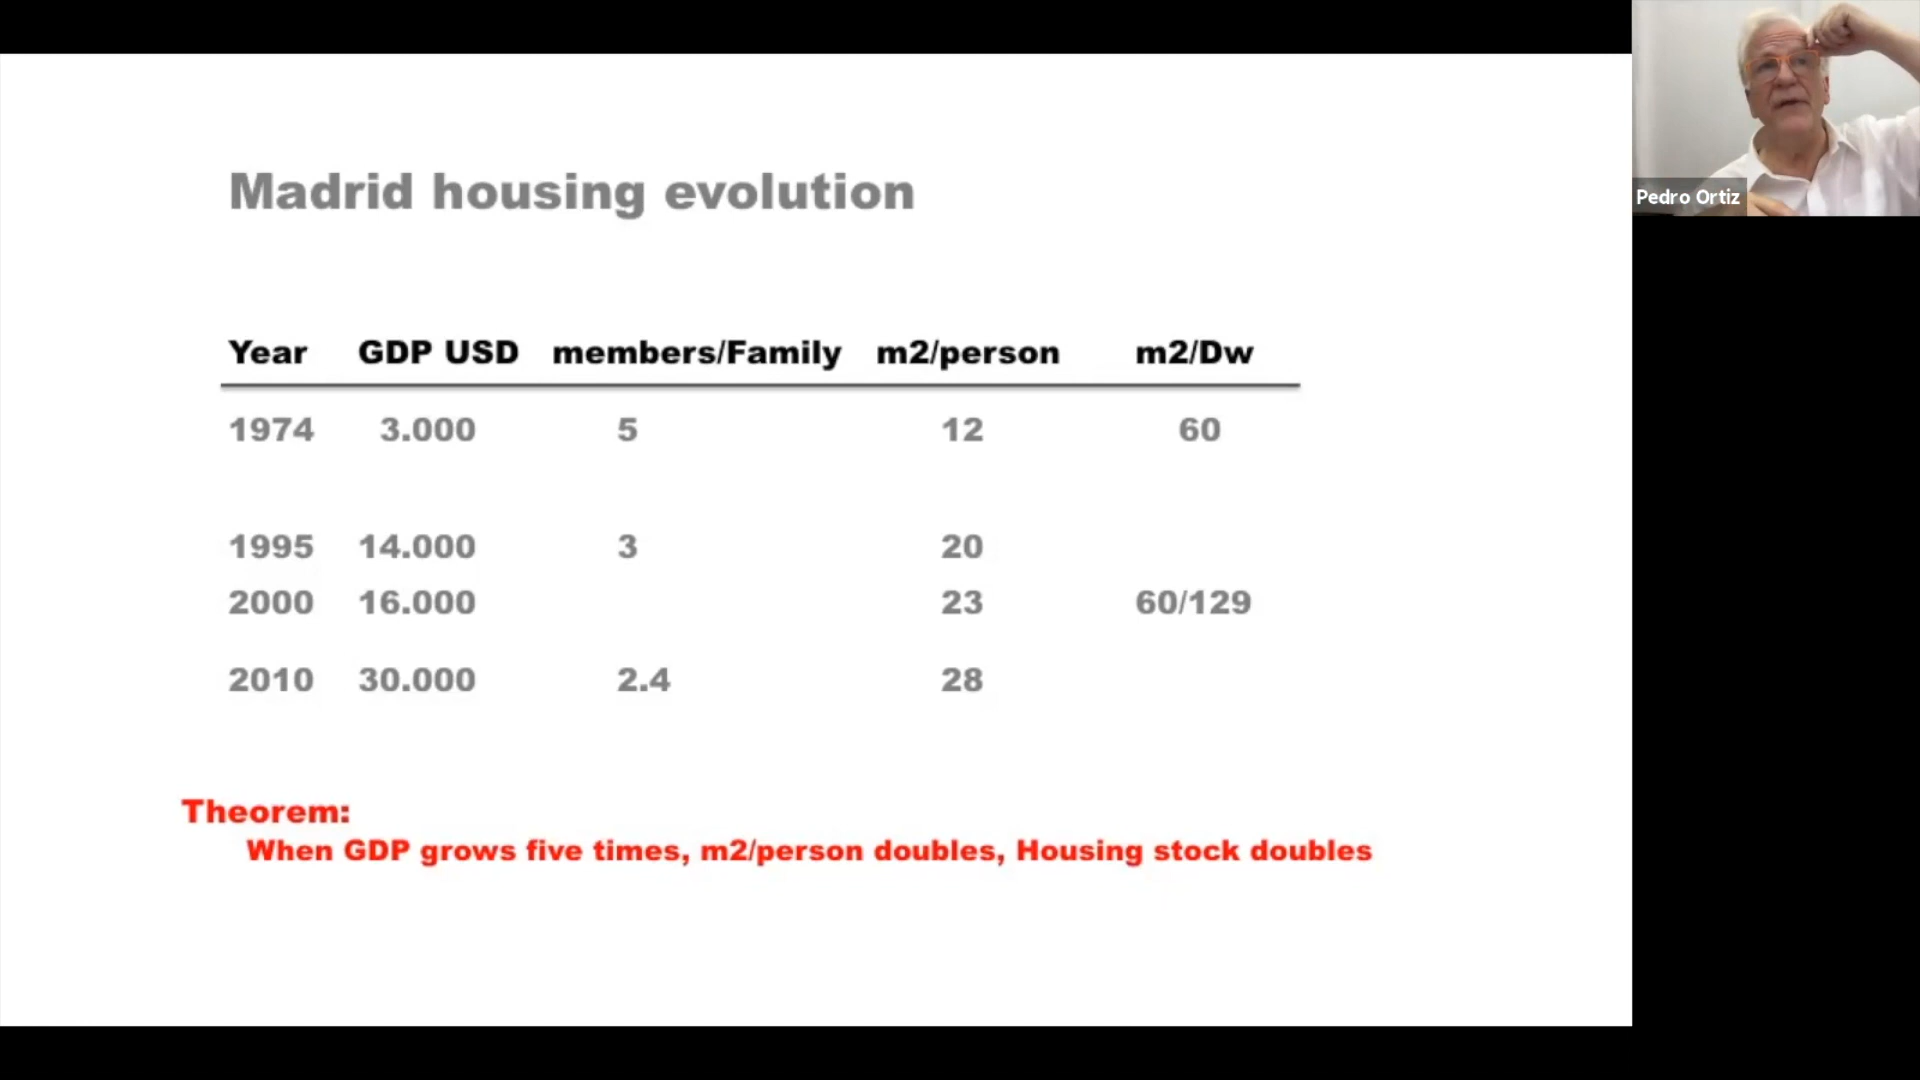 Pedro Ortiz
Madrid housing evolution
Year GDP USD members/Family m2/person m2/Dw
1974 3.000 5 12 60
1995 14.000 3 20
2000 16.000 23 60/129
2010 30.000 2.4 28
Theorem:
When GDP grows five times, m2/person doubles, Housing stock doubles